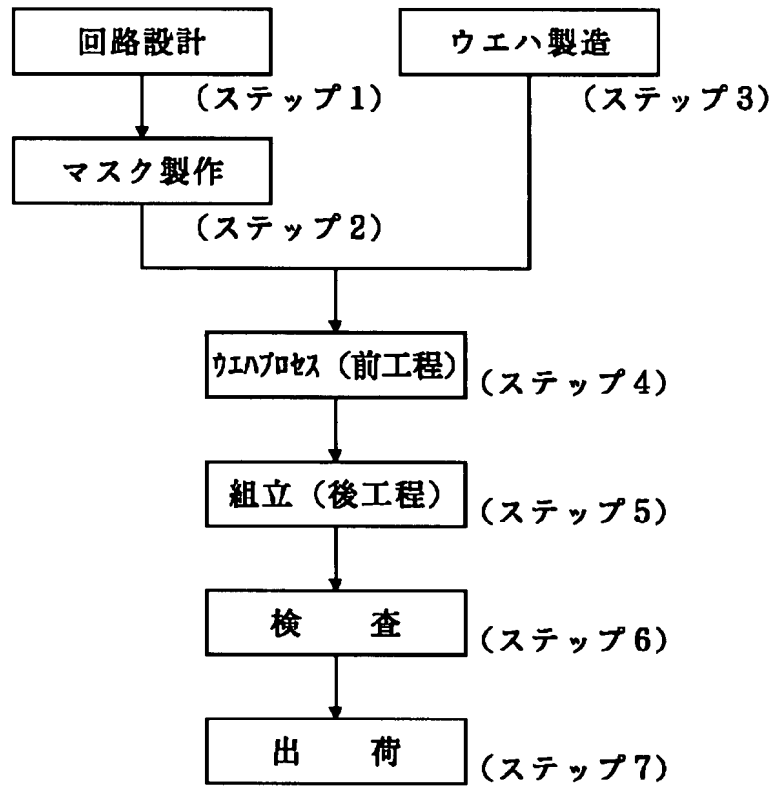 回路設計
ウエハ製造
(ステップ1)
(ステップ3)
マスク製作
(ステップ2)
ウエハプロセス(前工程)
(ステップ4)
組立(後工程)
(ステップ5)
検 査
(ステップ6)
出 荷
(ステップ7)